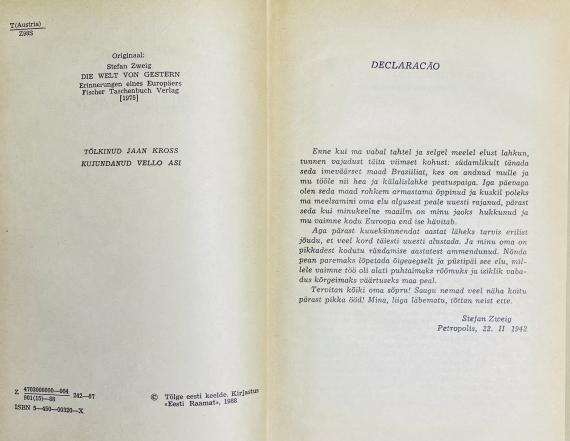 T(Austria)
Z98S
Originaal:
Stefan Zweig
DIE WELT VON GESTERN
Erinnerungen eines Europäers
Fischer Taschenbuch Verlag
[1975]
TÕLKINUD JAAN KROSS
KUJUNDANUD VELLO ASI
Z 4703000000—004
901(15)—88 242—87
ISBN 5—450—00320—X
© Tõlge eesti keelde. Kirjastus
«Eesti Raamat», 1988
DECLARACÃO
Enne kui ma vabal tahtel ja selgel meelel elust lahkun,
tunnen vajadust täita viimset kohust: südamlikult tänada
seda imeväärset maad Brasiiliat, kes on andnud mulle ja
mu tööle nii hea ja külalislahke peatuspaiga. Iga päevaga
olen seda maad rohkem armastama õppinud ja kuskil poleks
ma meelsamini oma elu algusest peale uuesti rajanud, pärast
seda kui minukeelne maailm on minu jaoks hukkunud ja
mu vaimne kodu Euroopa end ise hävitab.
Aga pärast kuuekümnendat aastat läheks tarvis erilist
jõudu, et veel kord täiesti uuesti alustada. Ja minu oma on
pikkadest kodutu rändamise aastatest ammendunud. Nõnda
pean paremaks lõpetada õigeaegselt ja püstipäi see elu, mil-
lele vaimne töö oli alati puhtaimaks rõõmuks ja isiklik vaba-
dus kõrgeimaks väärtuseks maa peal.
Tervitan kõiki oma sõpru! Saagu nemad veel näha koitu
pärast pikka ööd! Mina, liiga läbematu, tõttan neist ette.
Stefan Zweig
Petropolis, 22. II 1942